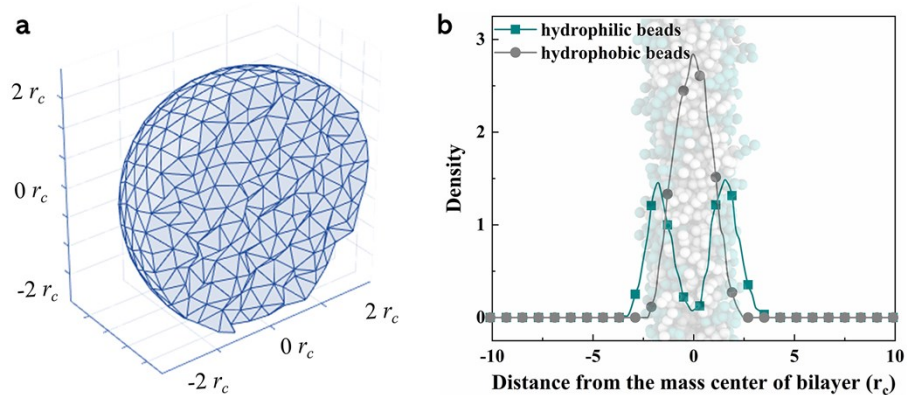 a
2 r_c
0 r_c
-2 r_c
-2 r_c
0 r_c
2 r_c
b
hydrophilic beads
hydrophobic beads
Density
3
2
1
0
-10
-5
0
5
10
Distance from the mass center of bilayer (r_c)